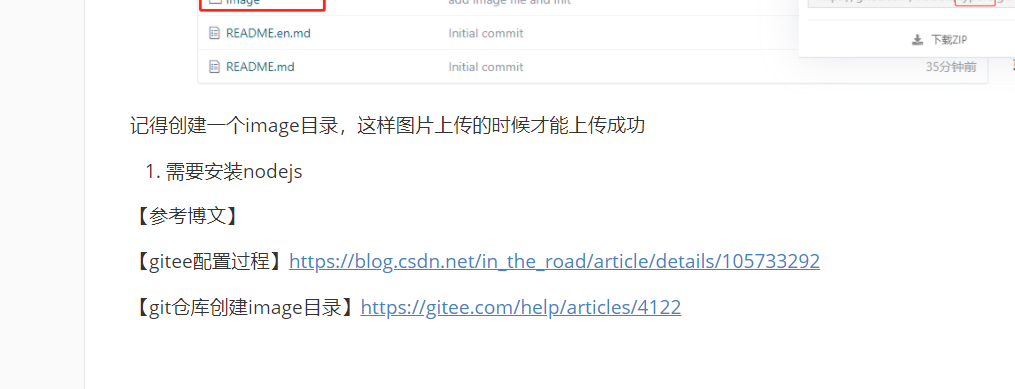 image add image file and init
README.en.md Initial commit
下载ZIP
README.md Initial commit 35分钟前
记得创建一个image目录，这样图片上传的时候才能上传成功
1. 需要安装nodejs
【参考博文】
【gitee配置过程】https://blog.csdn.net/in_the_road/article/details/105733292
【git仓库创建image目录】https://gitee.com/help/articles/4122